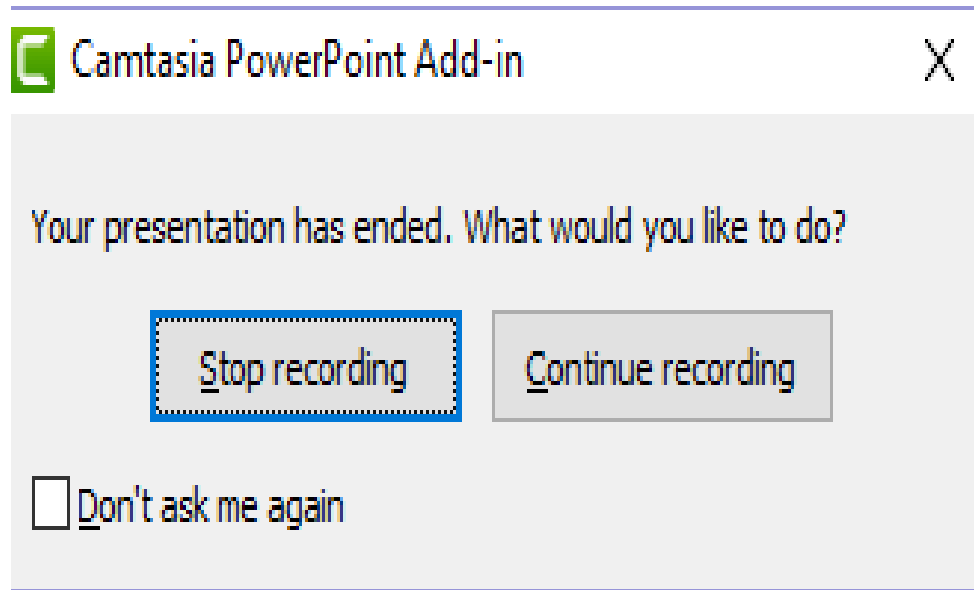 Camtasia PowerPoint Add-in
Your presentation has ended. What would you like to do?
Stop recording
Continue recording
Don't ask me again